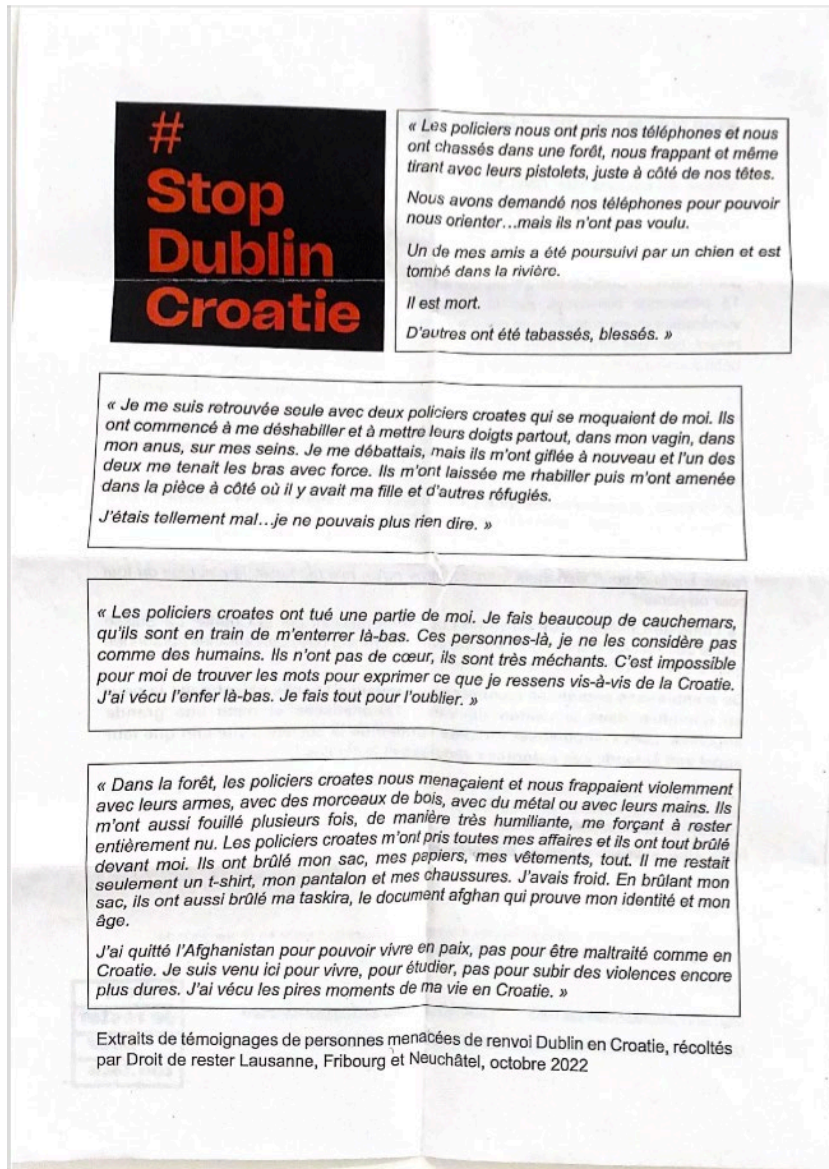 #
Stop
Dublin
Croatie
« Les policiers nous ont pris nos téléphones et nous
ont chassés dans une forêt, nous frappant et même
tirant avec leurs pistolets, juste à côté de nos têtes.
Nous avons demandé nos téléphones pour pouvoir
nous orienter…mais ils n'ont pas voulu.
Un de mes amis a été poursuivi par un chien et est
tombé dans la rivière.
Il est mort.
D'autres ont été tabassés, blessés. »
« Je me suis retrouvée seule avec deux policiers croates qui se moquaient de moi. Ils
ont commencé à me déshabiller et à mettre leurs doigts partout, dans mon vagin, dans
mon anus, sur mes seins. Je me débattais, mais ils m'ont giflée à nouveau et l'un des
deux me tenait les bras avec force. Ils m'ont laissée me rhabiller puis m'ont amenée
dans la pièce à côté où il y avait ma fille et d'autres réfugiés.
J'étais tellement mal…je ne pouvais plus rien dire. »
« Les policiers croates ont tué une partie de moi. Je fais beaucoup de cauchemars,
qu'ils sont en train de m'enterrer là-bas. Ces personnes-là, je ne les considère pas
comme des humains. Ils n'ont pas de cœur, ils sont très méchants. C'est impossible
pour moi de trouver les mots pour exprimer ce que je ressens vis-à-vis de la Croatie.
J'ai vécu l'enfer là-bas. Je fais tout pour l'oublier. »
« Dans la forêt, les policiers croates nous menaçaient et nous frappaient violemment
avec leurs armes, avec des morceaux de bois, avec du métal ou avec leurs mains. Ils
m'ont aussi fouillé plusieurs fois, de manière très humiliante, me forçant à rester
entièrement nu. Les policiers croates m'ont pris toutes mes affaires et ils ont tout brûlé
devant moi. Ils ont brûlé mon sac, mes papiers, mes vêtements, tout. Il me restait
seulement un t-shirt, mon pantalon et mes chaussures. J'avais froid. En brûlant mon
sac, ils ont aussi brûlé ma taskira, le document afghan qui prouve mon identité et mon
âge.
J'ai quitté l'Afghanistan pour pouvoir vivre en paix, pas pour être maltraité comme en
Croatie. Je suis venu ici pour vivre, pour étudier, pas pour subir des violences encore
plus dures. J'ai vécu les pires moments de ma vie en Croatie. »
Extraits de témoignages de personnes menacées de renvoi Dublin en Croatie, récoltés
par Droit de rester Lausanne, Fribourg et Neuchâtel, octobre 2022